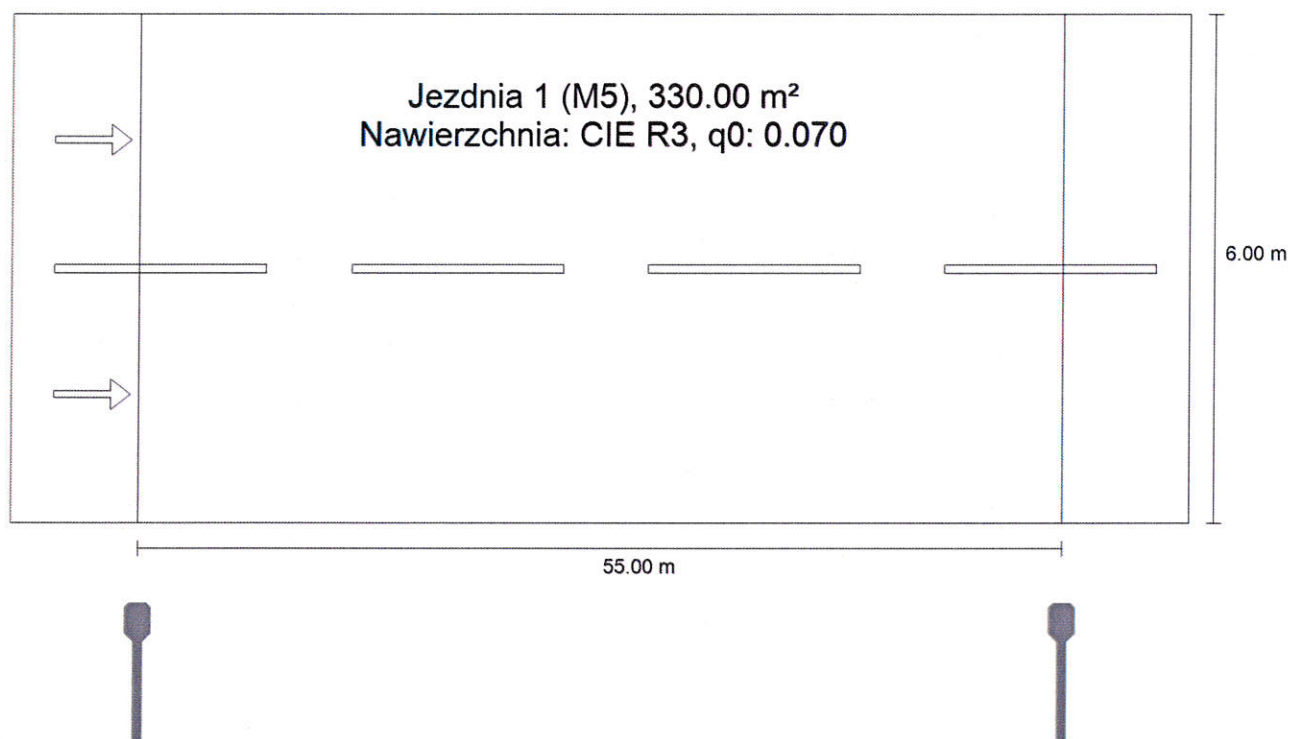 Jezdnia 1 (M5), 330.00 m²
Nawierzchnia: CIE R3, q0: 0.070
6.00 m
55.00 m